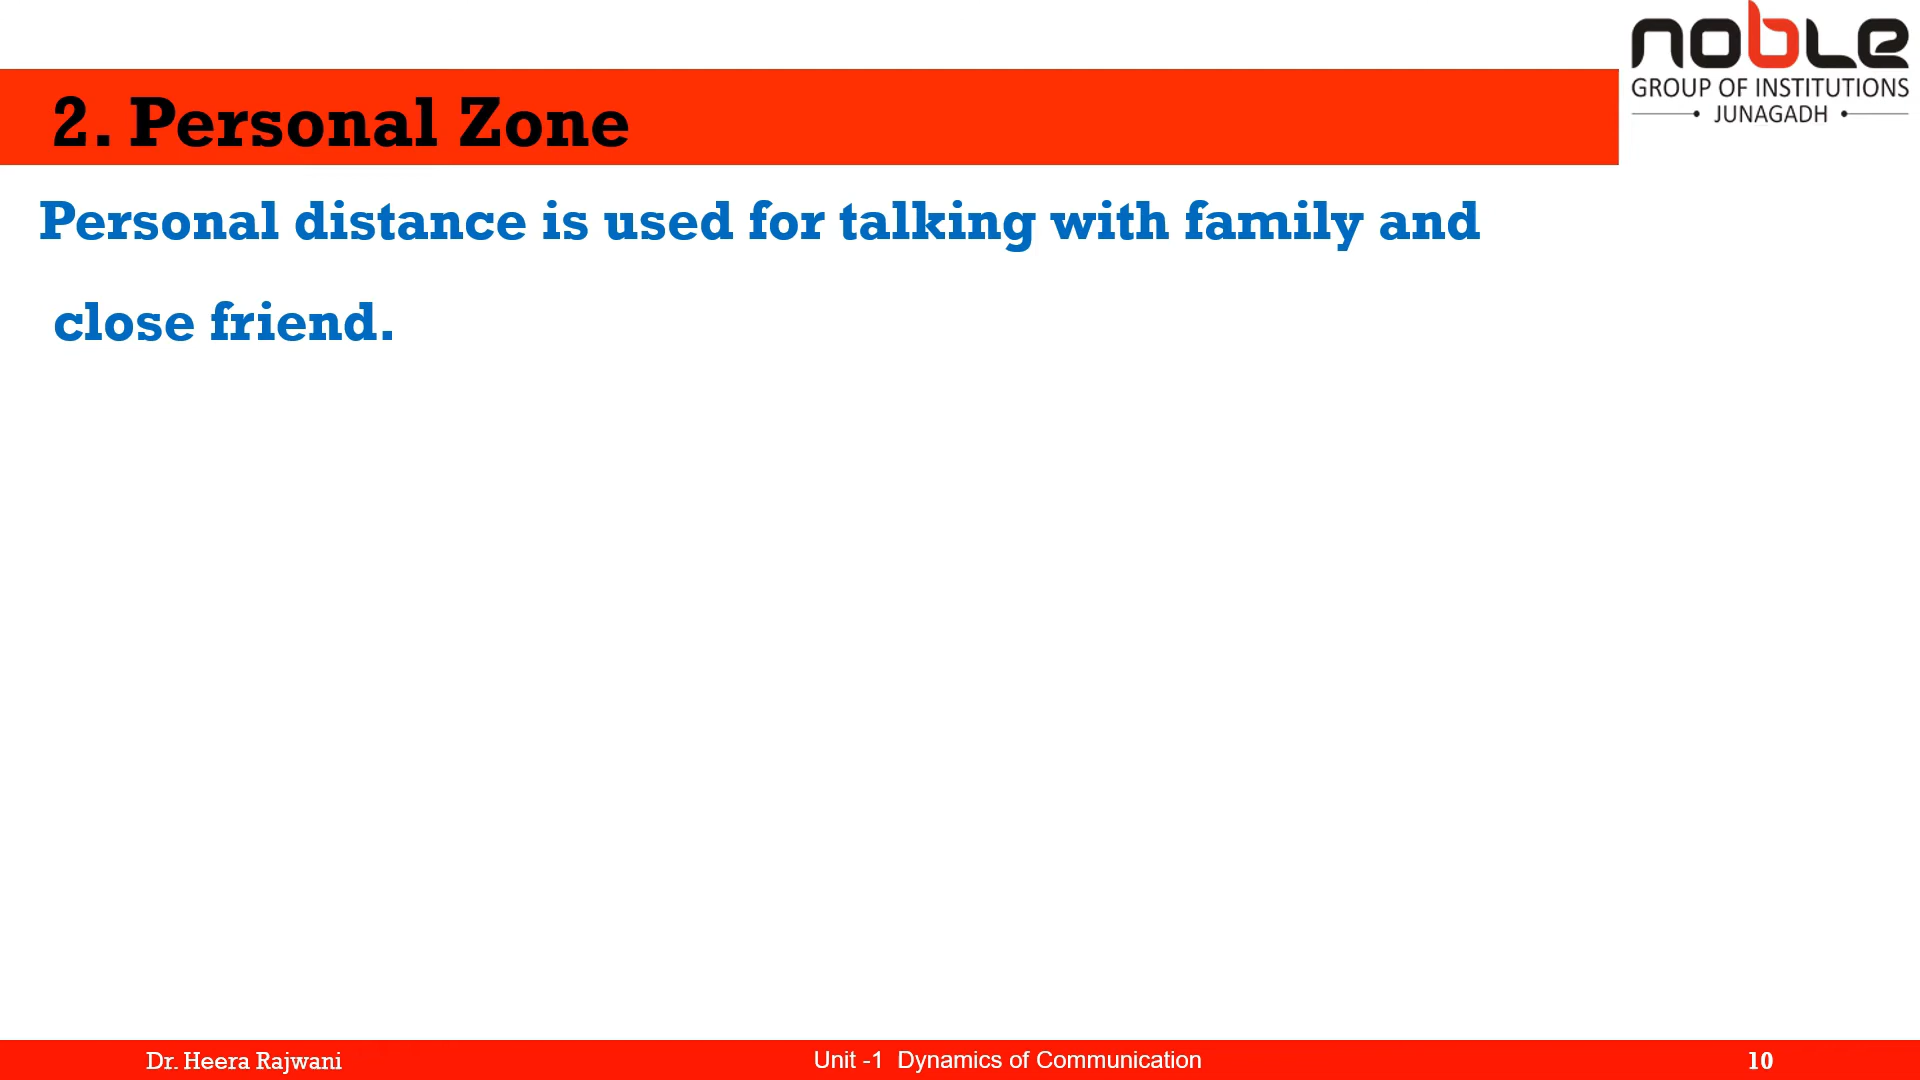 noble
GROUP OF INSTITUTIONS
JUNAGADH
2. Personal Zone
Personal distance is used for talking with family and
close friend.
Dr. Heera Rajwani
Unit -1 Dynamics of Communication
10